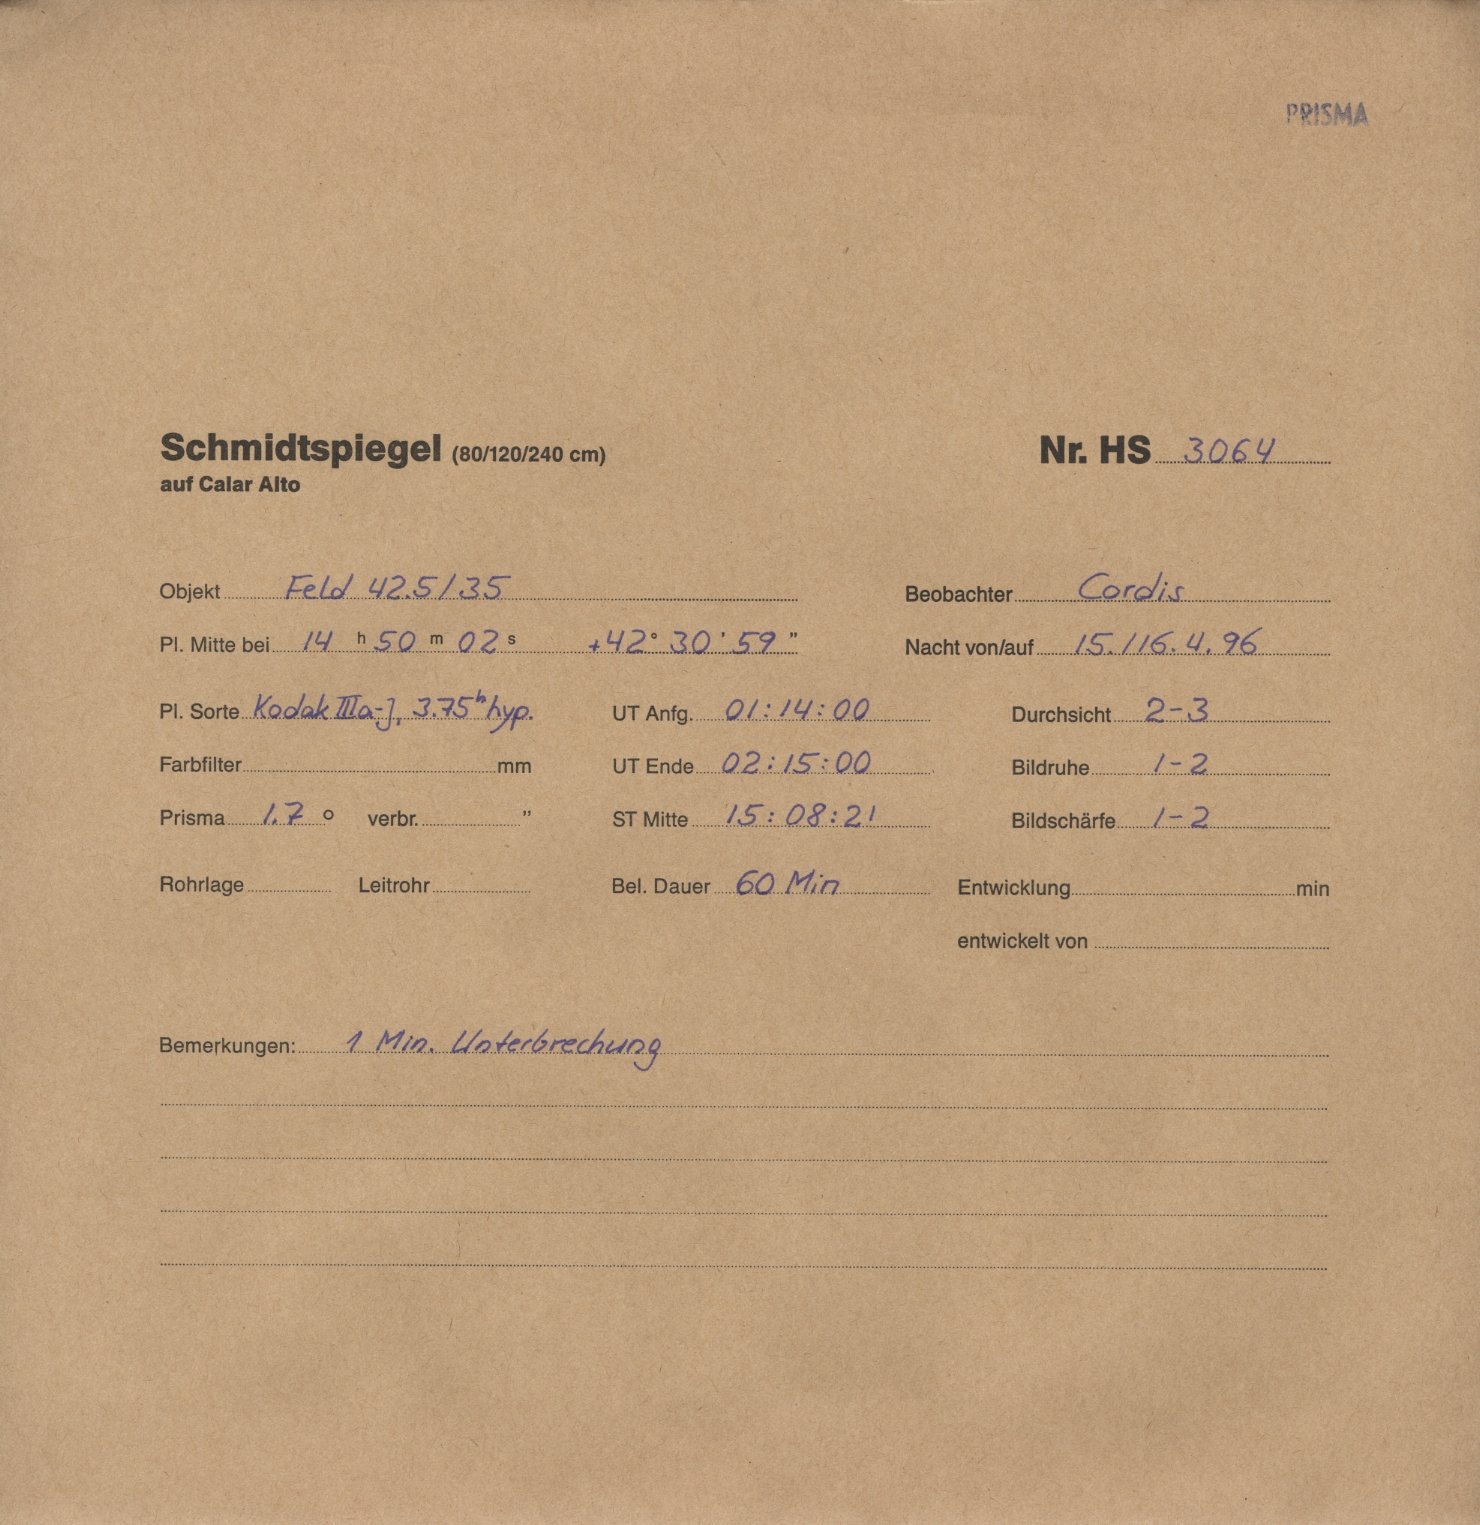 PRISMA
Schmidtspiegel (80/120/240 cm)
auf Calar Alto
Nr. HS 3064
Objekt Feld 42.5/35
Beobachter Cordis
Pl. Mitte bei 14 h 50 m 02 s +42° 30' 59"
Nacht von/auf 15./16.4.96
Pl. Sorte Kodak IIIa-J, 3.75h hyp.
UT Anfg. 01:14:00
Durchsicht 2-3
Farbfilter mm
UT Ende 02:15:00
Bildruhe 1-2
Prisma 1.7 ° verbr. "
ST Mitte 15:08:21
Bildschärfe 1-2
Rohrlage Leitrohr
Bel. Dauer 60 Min
Entwicklung min
entwickelt von
Bemerkungen: 1 Min. Unterbrechung